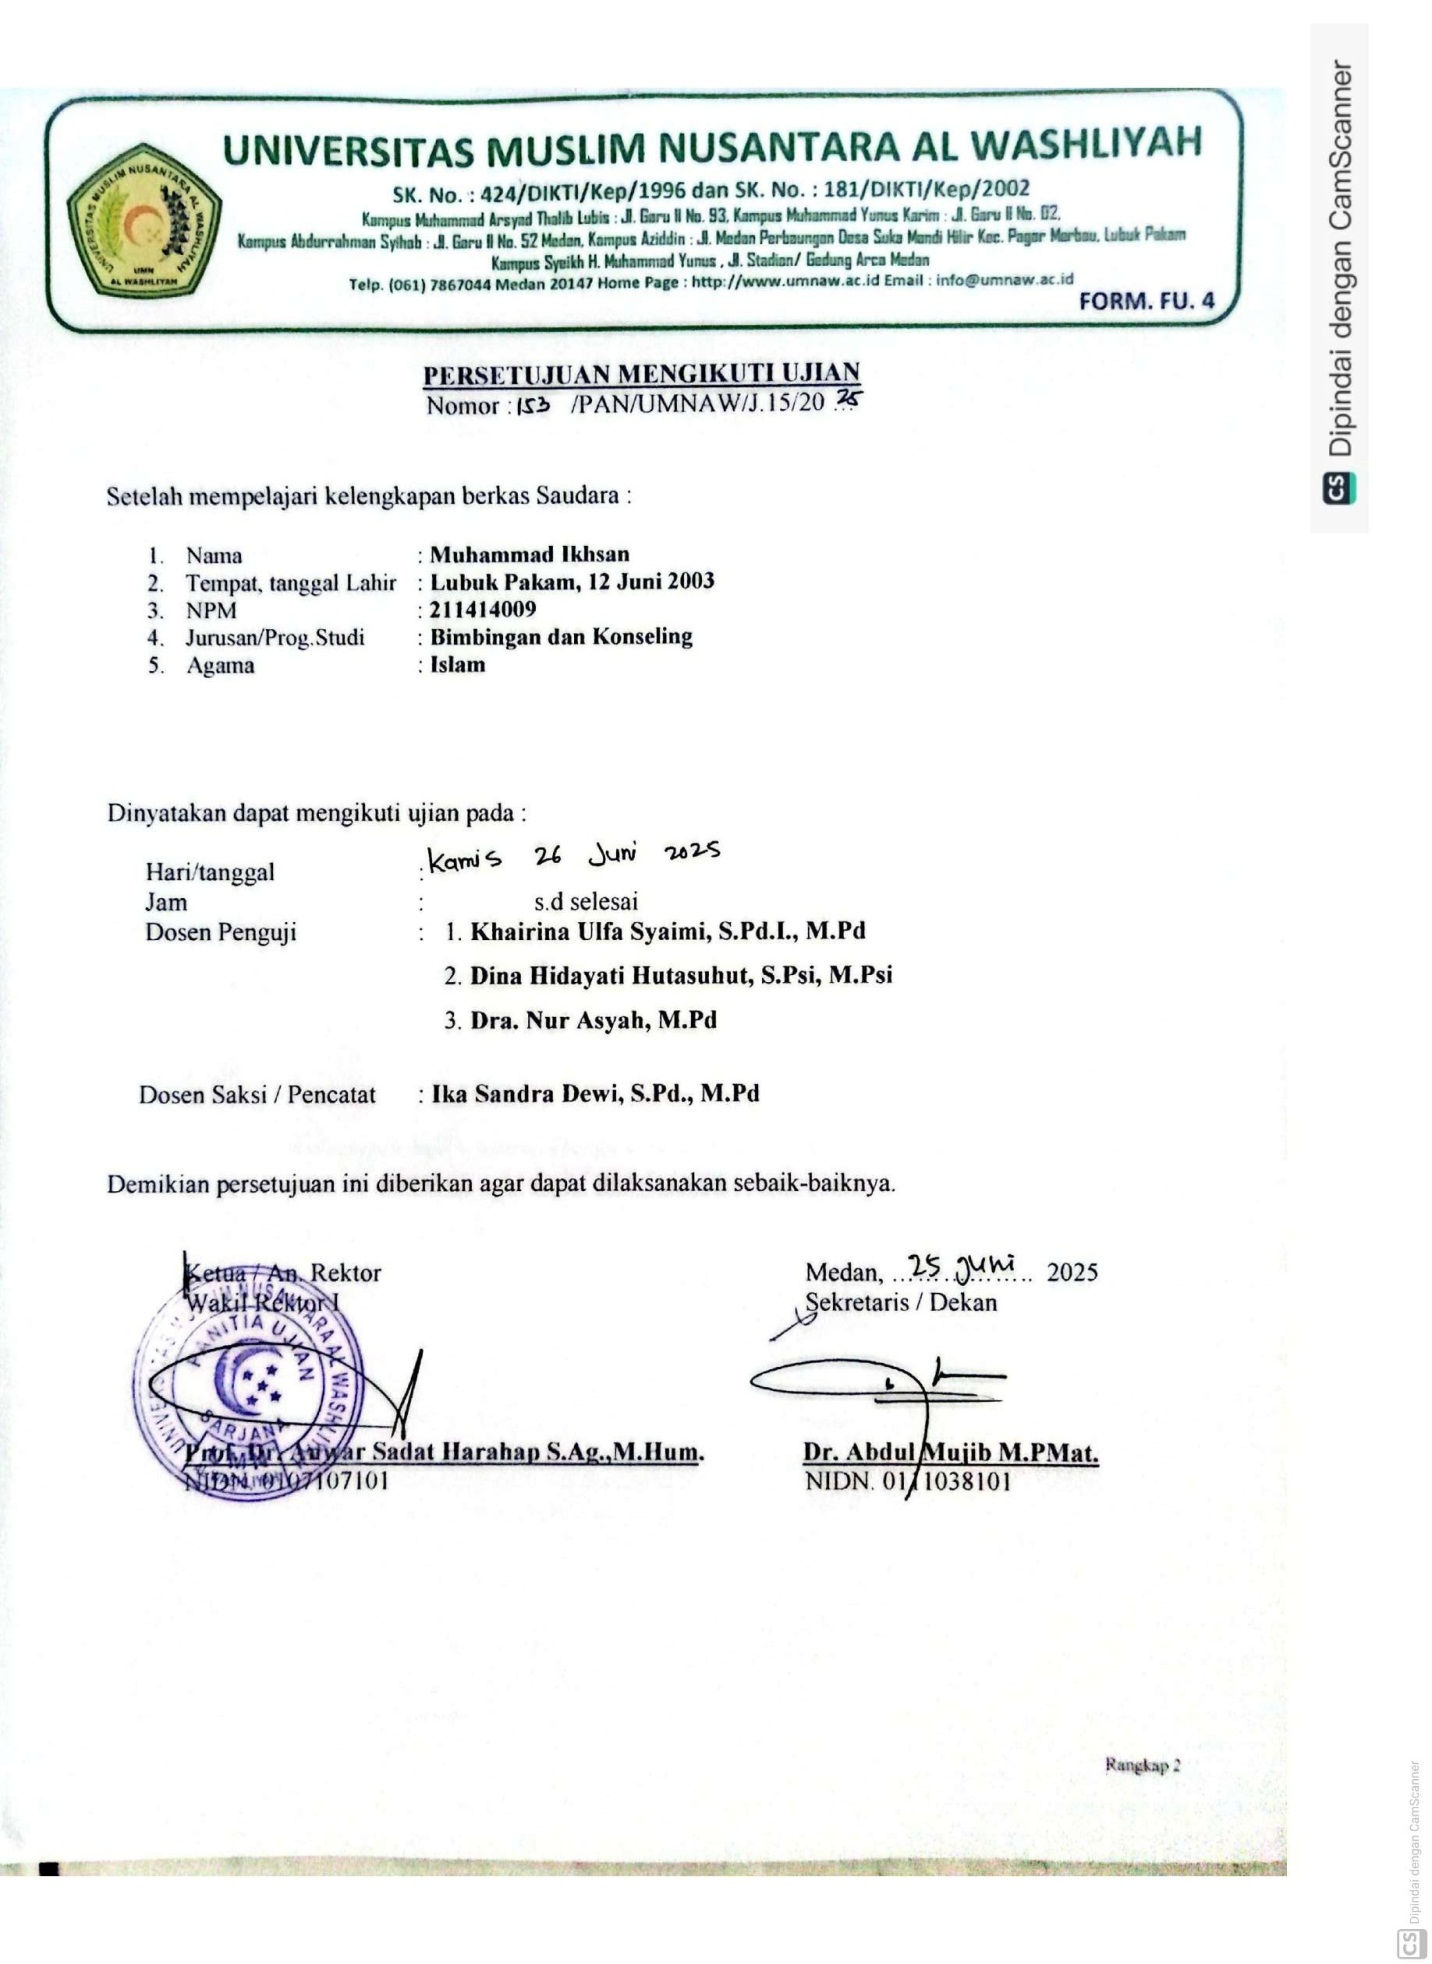 UNIVERSITAS MUSLIM NUSANTARA AL WASHLIYAH
SK. No. : 424/DIKTI/Kep/1996 dan SK. No. : 181/DIKTI/Kep/2002
Kampus Muhammad Arsyad Thalib Lubis : Jl. Garu II No. 93, Kampus Muhammad Yunus Karim : Jl. Garu II No. 02,
Kampus Abdurrahman Syihab : Jl. Garu II No. 52 Medan, Kampus Aziddin : Jl. Medan Perbaungan Desa Suka Mandi Hilir Kec. Pagar Merbau, Lubuk Pakam
Kampus Syeikh H. Muhammad Yunus , Jl. Stadion/ Gedung Arca Medan
Telp. (061) 7867044 Medan 20147 Home Page : http://www.umnaw.ac.id Email : info@umnaw.ac.id
FORM. FU. 4
UNIVERSITAS MUSLIM NUSANTARA AL WASHLIYAH
UMN
AL WASHLIYAH
PERSETUJUAN MENGIKUTI UJIAN
Nomor : 153 /PAN/UMNAW/J.15/20 25
Setelah mempelajari kelengkapan berkas Saudara :
1. Nama : Muhammad Ikhsan
2. Tempat, tanggal Lahir : Lubuk Pakam, 12 Juni 2003
3. NPM : 211414009
4. Jurusan/Prog.Studi : Bimbingan dan Konseling
5. Agama : Islam
Dinyatakan dapat mengikuti ujian pada :
Hari/tanggal : Kamis 26 Juni 2025
Jam : s.d selesai
Dosen Penguji : 1. Khairina Ulfa Syaimi, S.Pd.I., M.Pd
2. Dina Hidayati Hutasuhut, S.Psi, M.Psi
3. Dra. Nur Asyah, M.Pd
Dosen Saksi / Pencatat : Ika Sandra Dewi, S.Pd., M.Pd
Demikian persetujuan ini diberikan agar dapat dilaksanakan sebaik-baiknya.
Ketua / An. Rektor
Wakil Rektor I
PANITIA UJIAN
SARJANA
UMN
Prof. Dr. Anwar Sadat Harahap S.Ag.,M.Hum.
NIDN. 0107107101
Medan, 25 Juni 2025
Sekretaris / Dekan
Dr. Abdul Mujib M.PMat.
NIDN. 0111038101
Rangkap 2
CS Dipindai dengan CamScanner
CS Dipindai dengan CamScanner